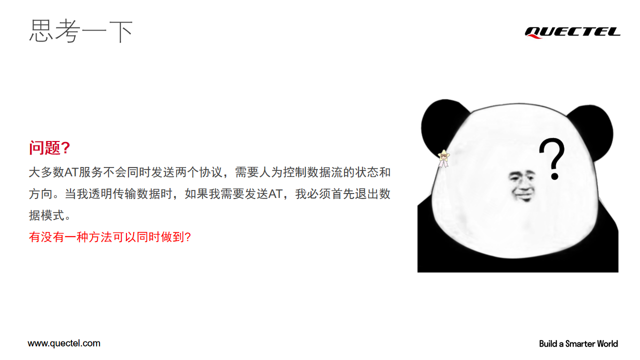 思考一下
QUECTEL
问题?
大多数AT服务不会同时发送两个协议，需要人为控制数据流的状态和
方向。当我透明传输数据时，如果我需要发送AT，我必须首先退出数
据模式。
有没有一种方法可以同时做到?
?
www.quectel.com
Build a Smarter World